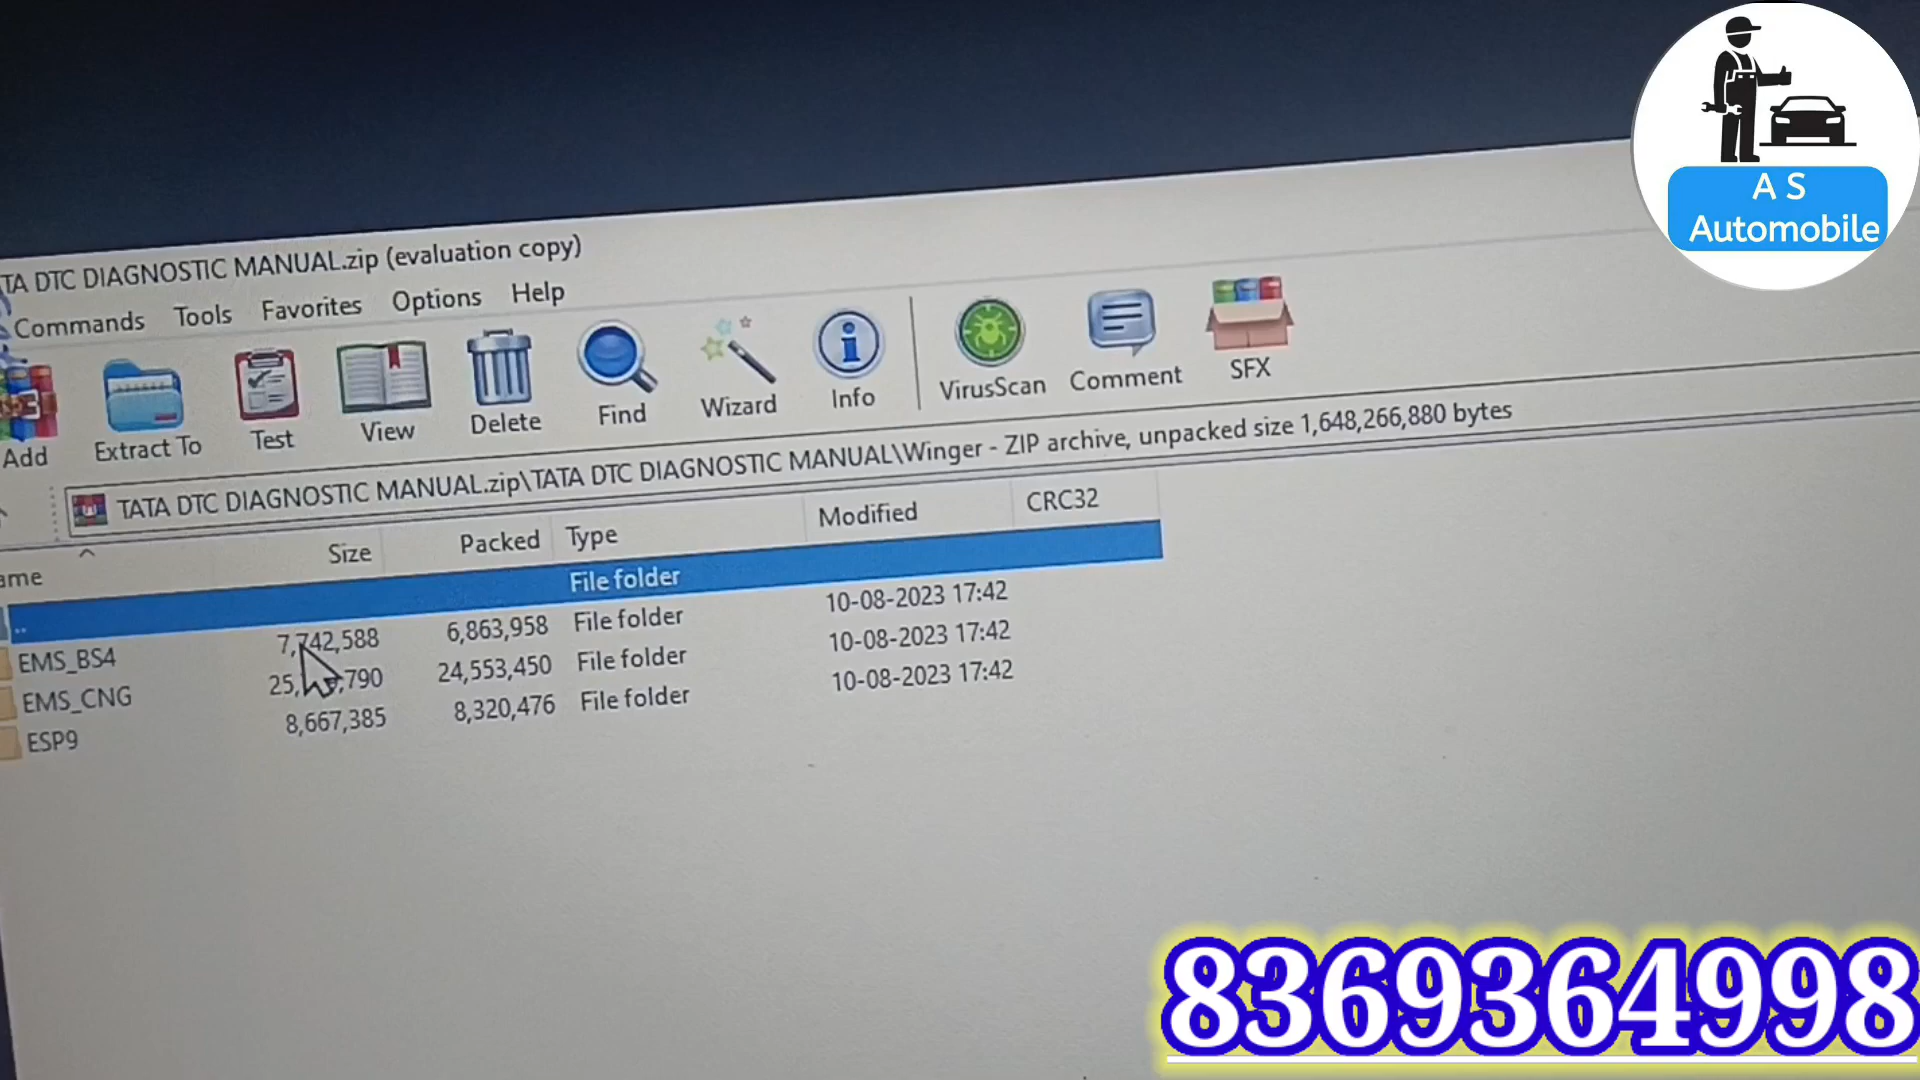 A S
Automobile
TA DTC DIAGNOSTIC MANUAL.zip (evaluation copy)
Commands Tools Favorites Options Help
Add Extract To Test View Delete Find Wizard Info VirusScan Comment SFX
TATA DTC DIAGNOSTIC MANUAL.zip\TATA DTC DIAGNOSTIC MANUAL\Winger - ZIP archive, unpacked size 1,648,266,880 bytes
ame Size Packed Type Modified CRC32
.. File folder
EMS_BS4 7,742,588 6,863,958 File folder 10-08-2023 17:42
EMS_CNG 24,553,450 File folder 10-08-2023 17:42
ESP9 8,667,385 8,320,476 File folder 10-08-2023 17:42
8369364998